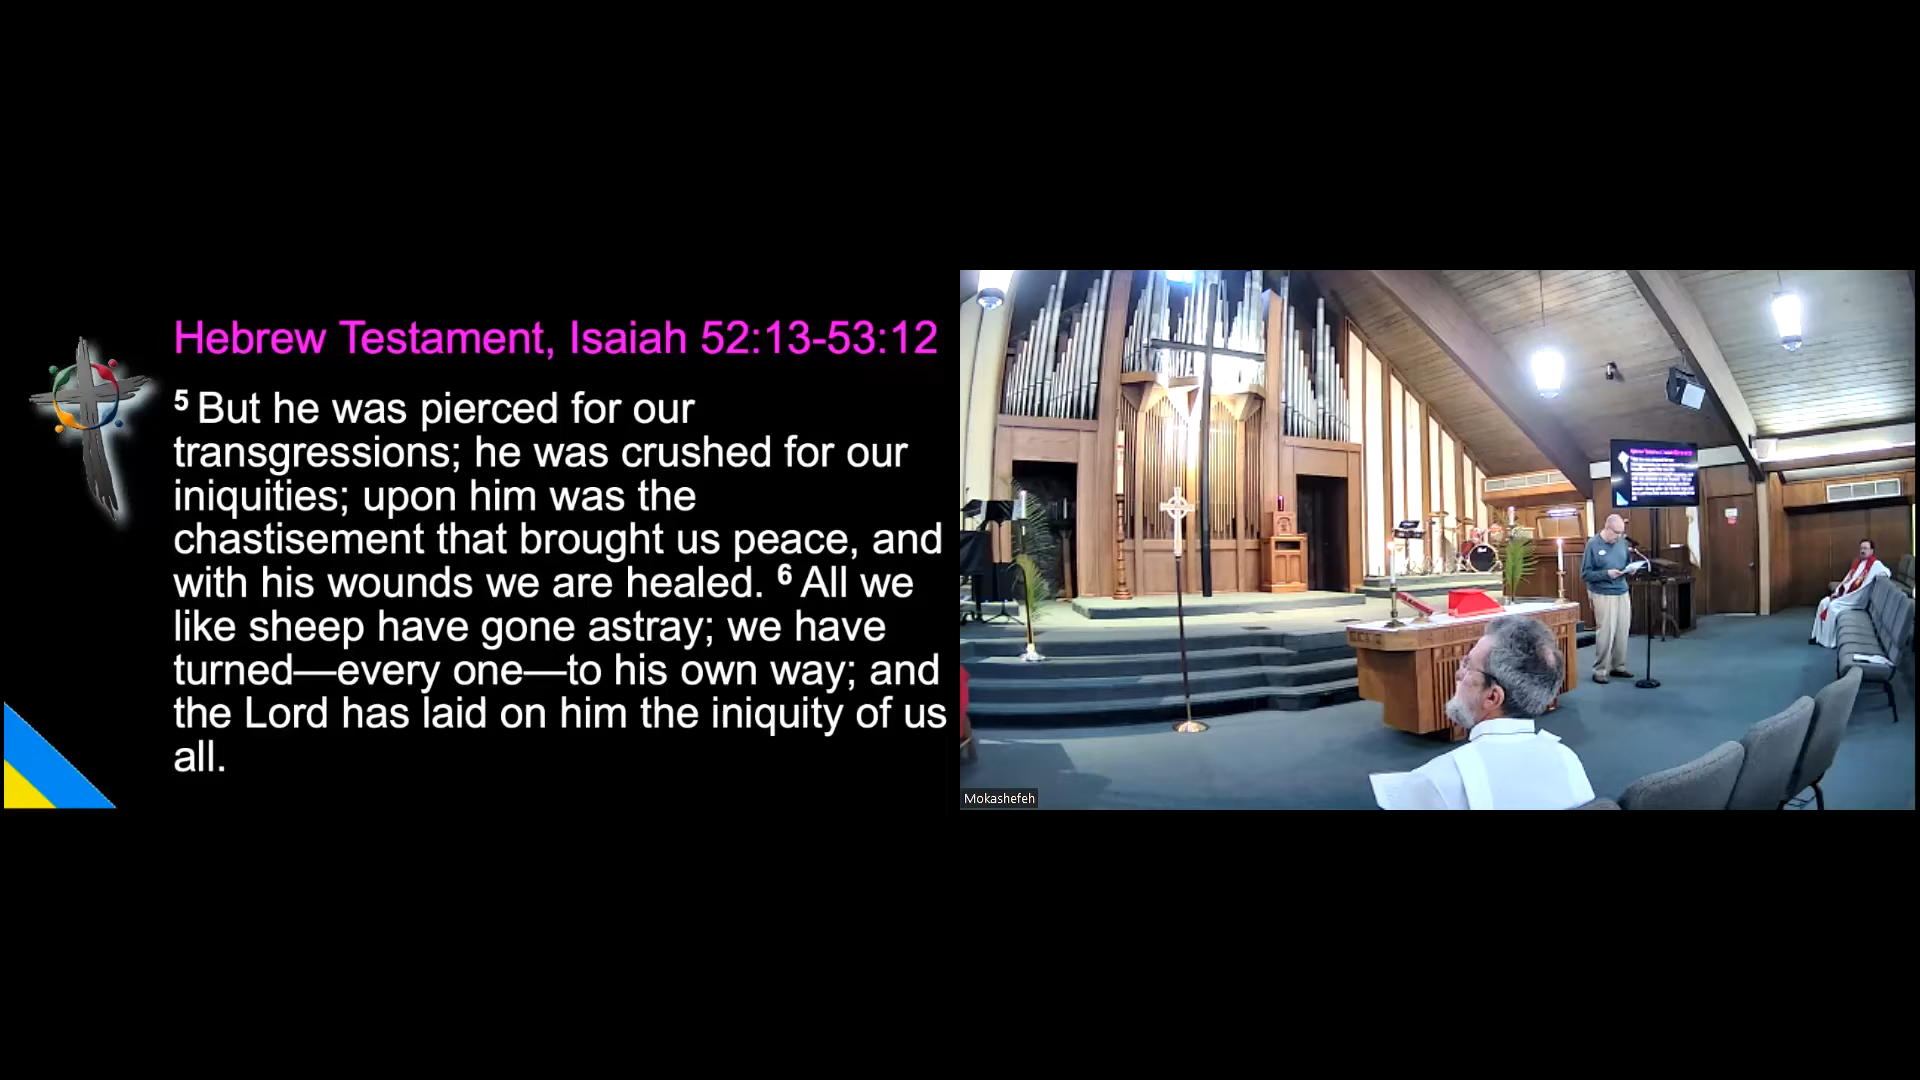 Hebrew Testament, Isaiah 52:13-53:12
5 But he was pierced for our
transgressions; he was crushed for our
iniquities; upon him was the
chastisement that brought us peace, and
with his wounds we are healed. 6 All we
like sheep have gone astray; we have
turned—every one—to his own way; and
the Lord has laid on him the iniquity of us
all.
Mokashefeh